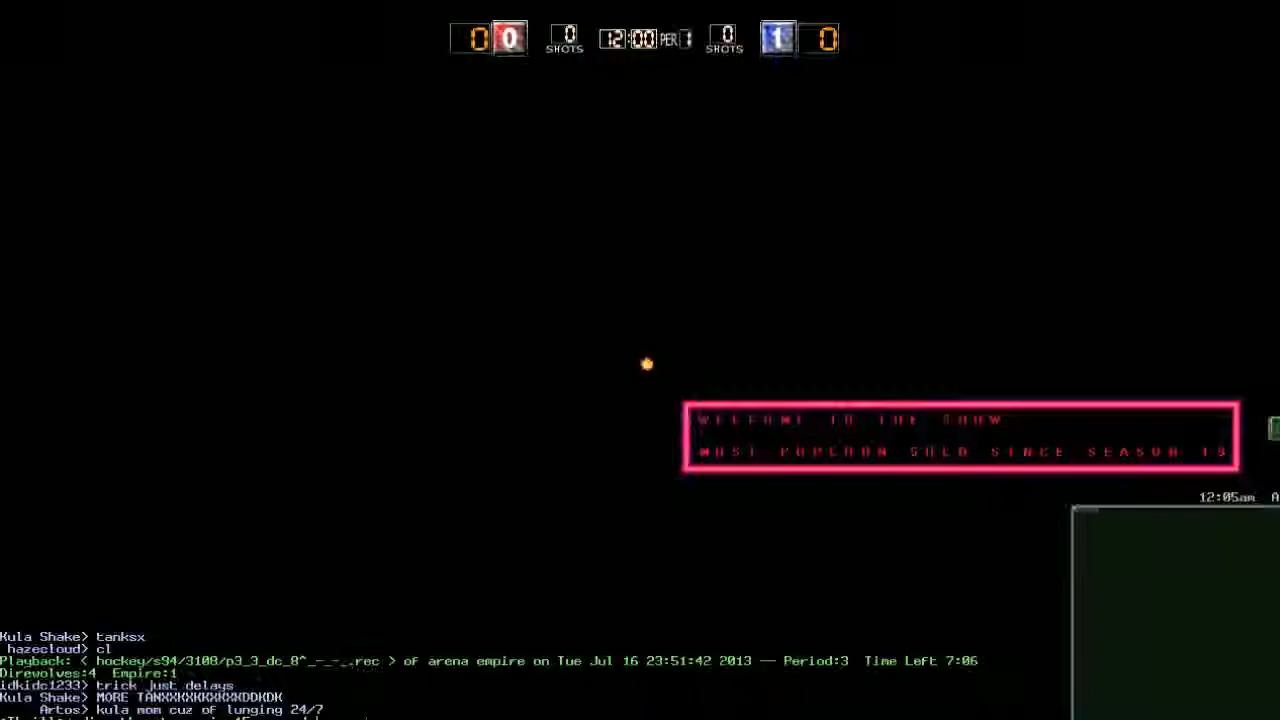 0 0 0 SHOTS 12:00 PER 1 0 SHOTS 1 0
WELCOME TO THE SHOW
MOST POPCORN SOLD SINCE SEASON 18
12:05am
Kula Shake> tanksx
hazecloud> cl
Playback: < hockey/s94/3108/p3_3_dc_8^_-_-_.rec > of arena empire on Tue Jul 16 23:51:42 2013 -- Period:3 Time Left 7:06
Direwolves:4 Empire:1
idkidc1233> trick just delays
Kula Shake> MORE TANXXKXKKXKXKDDKDK
Artos> kula mom cuz of lunging 24/7